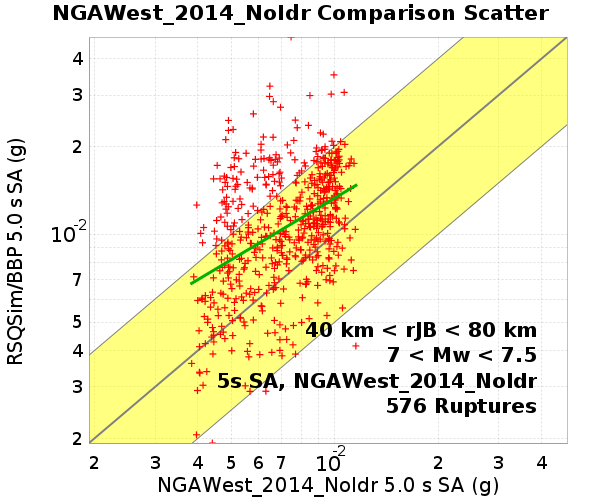 NGAWest_2014_NoIdr Comparison Scatter
4
3
2
10-2
7
5
4
3
2
RSQSim/BBP 5.0 s SA (g)
40 km < rJB < 80 km
7 < Mw < 7.5
5s SA, NGAWest_2014_NoIdr
576 Ruptures
2 3 4 5 6 7 10-2 2 3 4
NGAWest_2014_NoIdr 5.0 s SA (g)